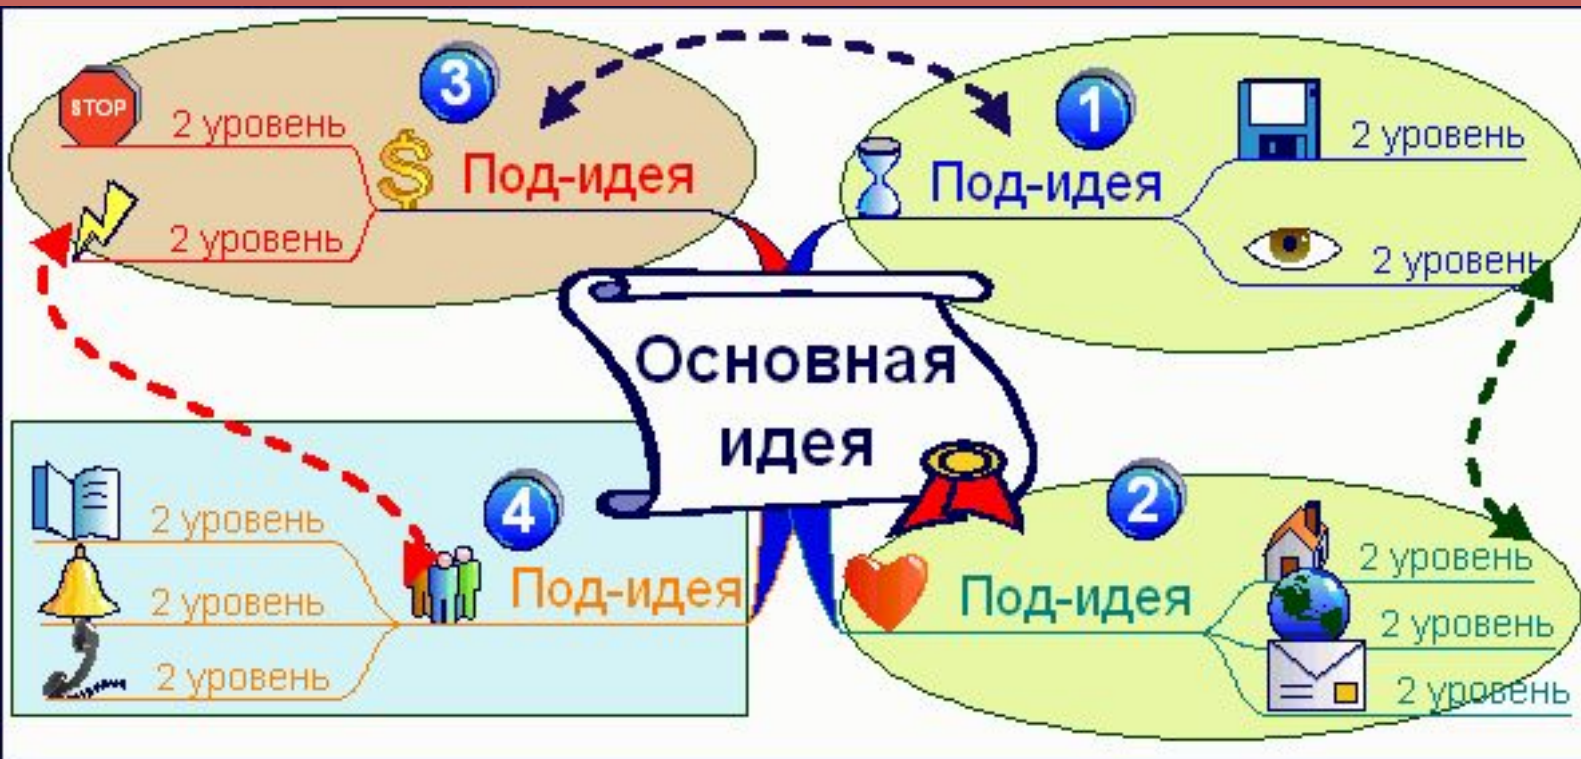 3
STOP
2 уровень
Под-идея
2 уровень
1
2 уровень
Под-идея
2 уровень
Основная
идея
4
2 уровень
Под-идея
2 уровень
2 уровень
2
2 уровень
Под-идея
2 уровень
2 уровень